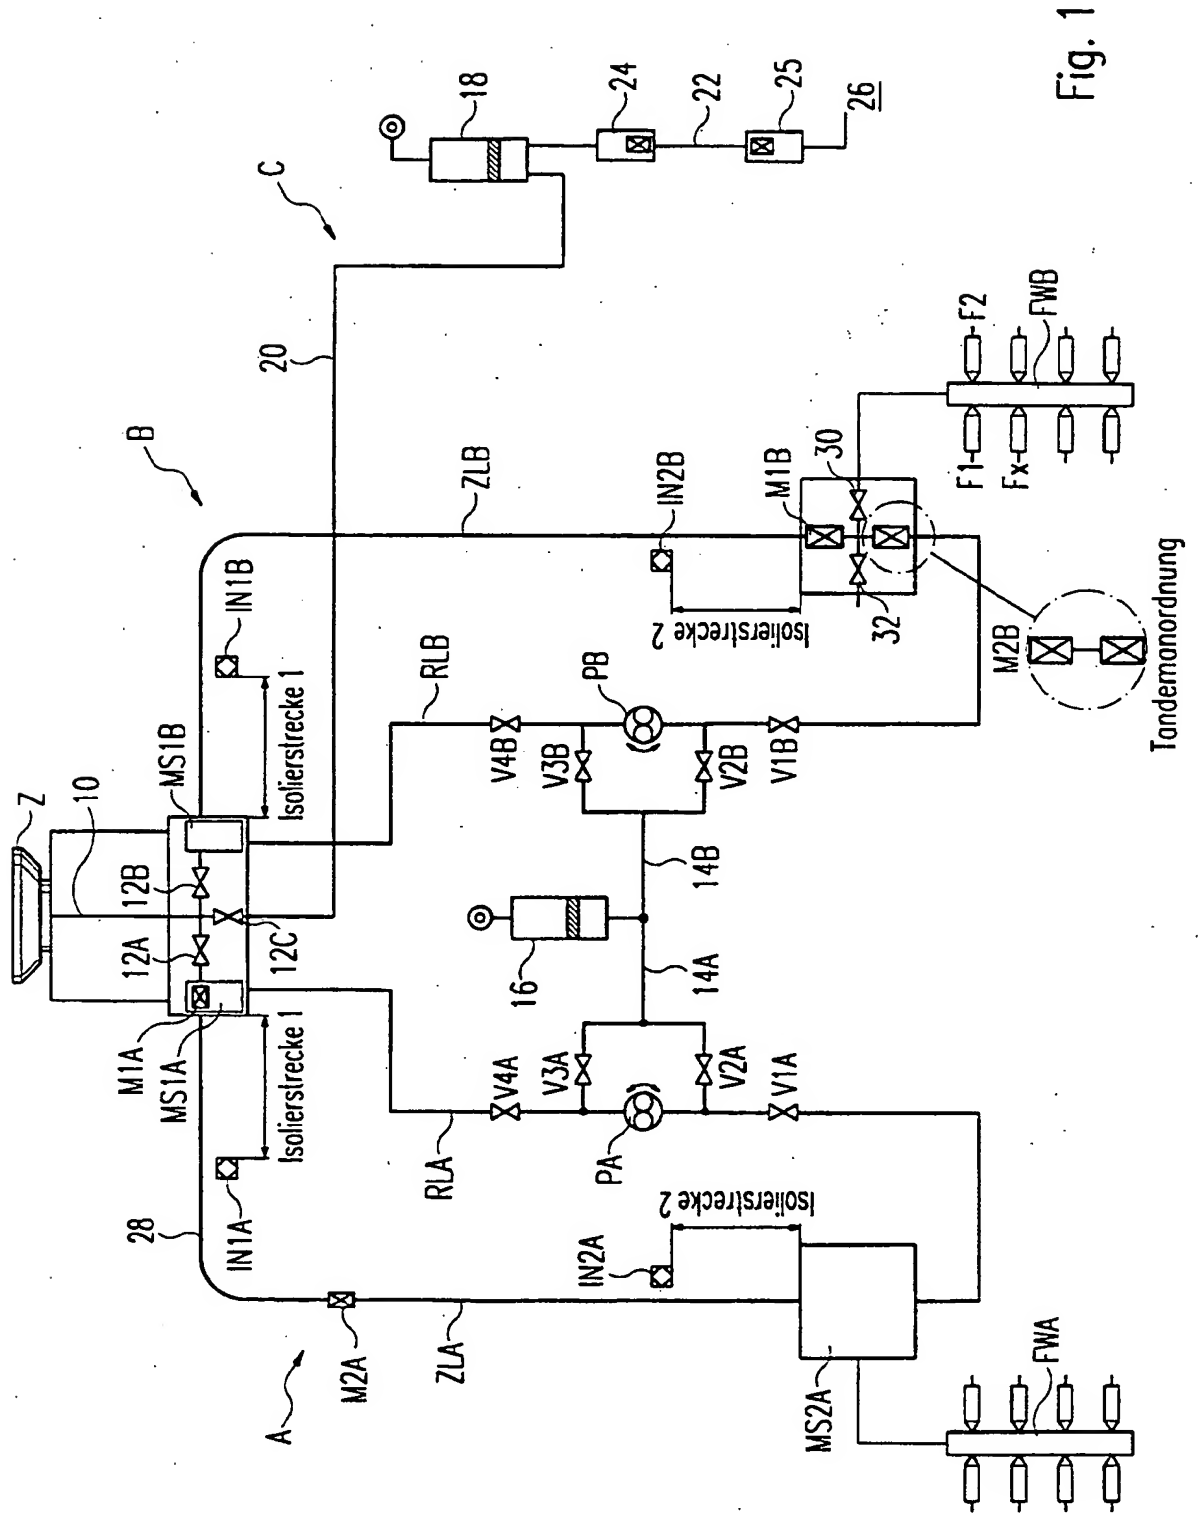 Z
10
12A
12B
12C
M1A
MS1A
MS1B
Isolierstrecke 1
Isolierstrecke 1
IN1A
IN1B
28
B
C
20
18
24
22
25
26
A
M2A
ZLA
ZLB
RLA
RLB
V4A
V3A
V2A
V1A
PA
V4B
V3B
V2B
V1B
PB
16
14A
14B
IN2A
Isolierstrecke 2
IN2B
Isolierstrecke 2
MS2A
M1B
30
32
M2B
Tandemanordnung
FWA
F1
F2
Fx
FWB
Fig. 1